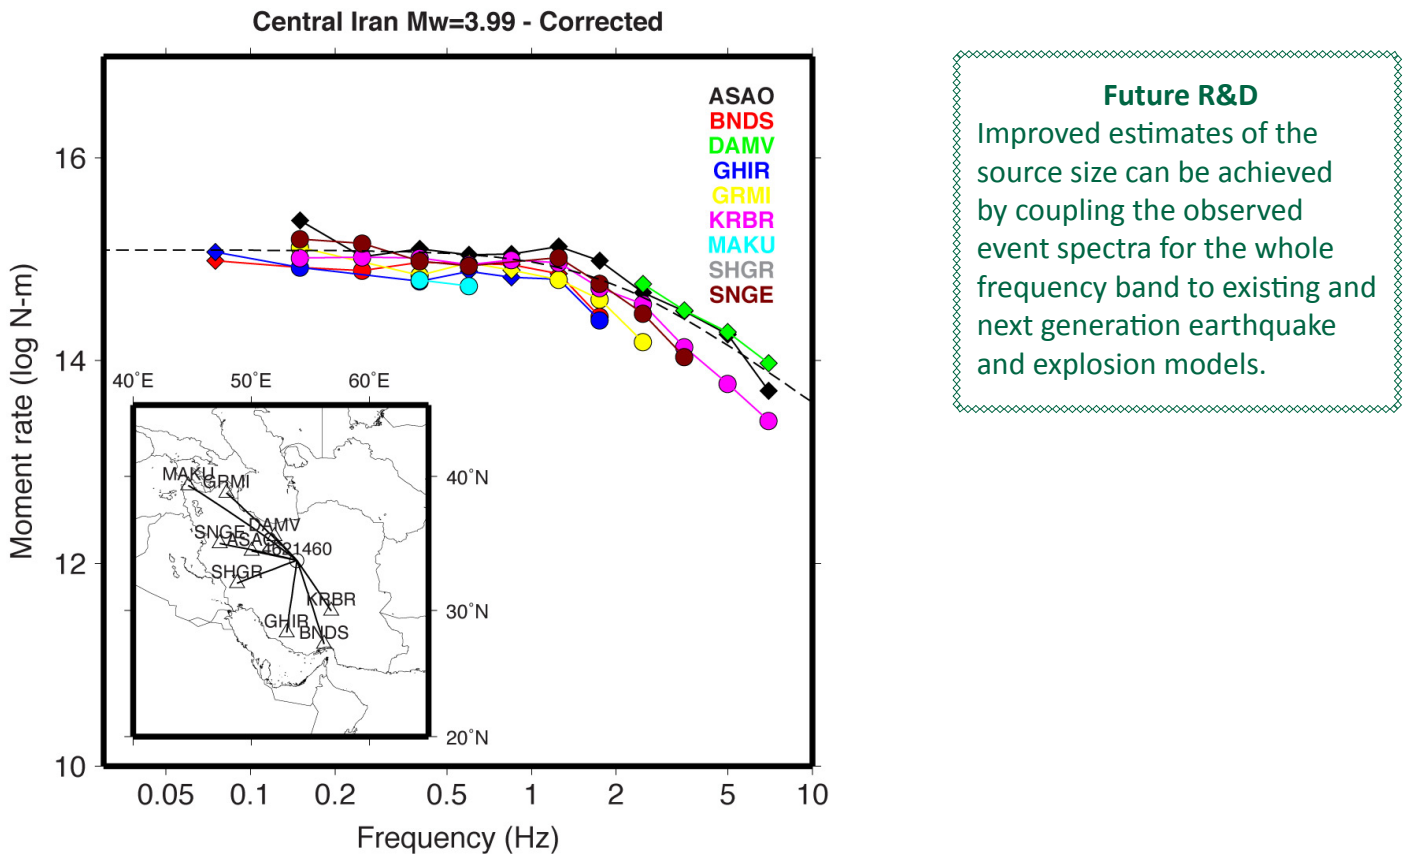 Central Iran Mw=3.99 - Corrected
ASAO
BNDS
DAMV
GHIR
GRMI
KRBR
MAKU
SHGR
SNGE
16
14
12
10
Moment rate (log N-m)
0.05 0.1 0.2 0.5 1 2 5 10
Frequency (Hz)
40˚E 50˚E 60˚E
40˚N
30˚N
20˚N
MAKU
GRMI
DAMV
SNGE
ASAO
4621460
SHGR
KRBR
GHIR
BNDS
Future R&D
Improved estimates of the
source size can be achieved
by coupling the observed
event spectra for the whole
frequency band to existing and
next generation earthquake
and explosion models.